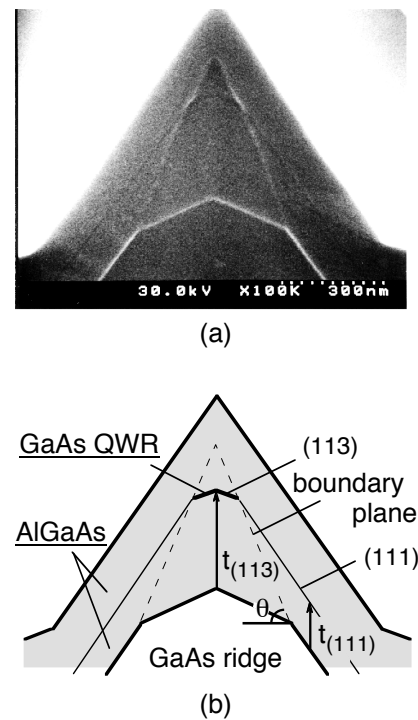 30.0kV X100K 300nm
(a)
GaAs QWR
(113)
boundary
plane
AlGaAs
(111)
t(113)
θ
t(111)
GaAs ridge
(b)